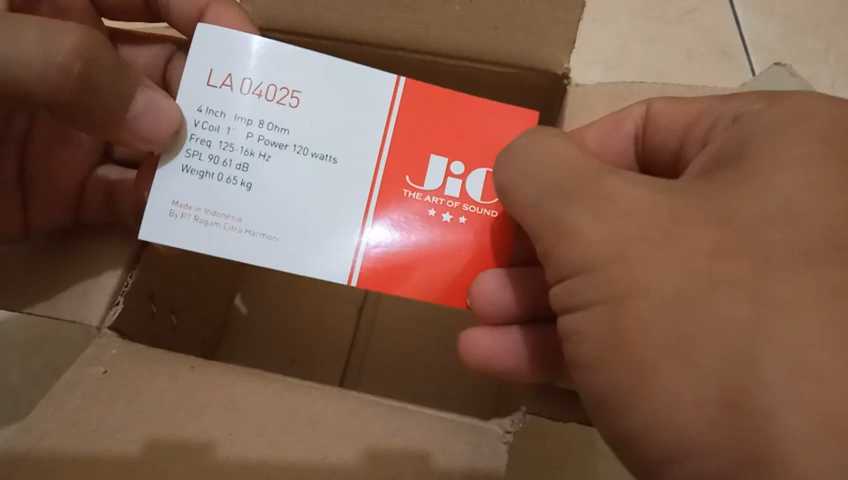 LA 04025
4 Inch Imp. 8 Ohm
V Coil 1" P Power 120 watts
Freq. 125-16k Hz
SPL 90.61 dB
Weight 0.65 kg
Made in Indonesia
By PT Ragam Citra Harmoni
JiC
THE ART OF SOUND